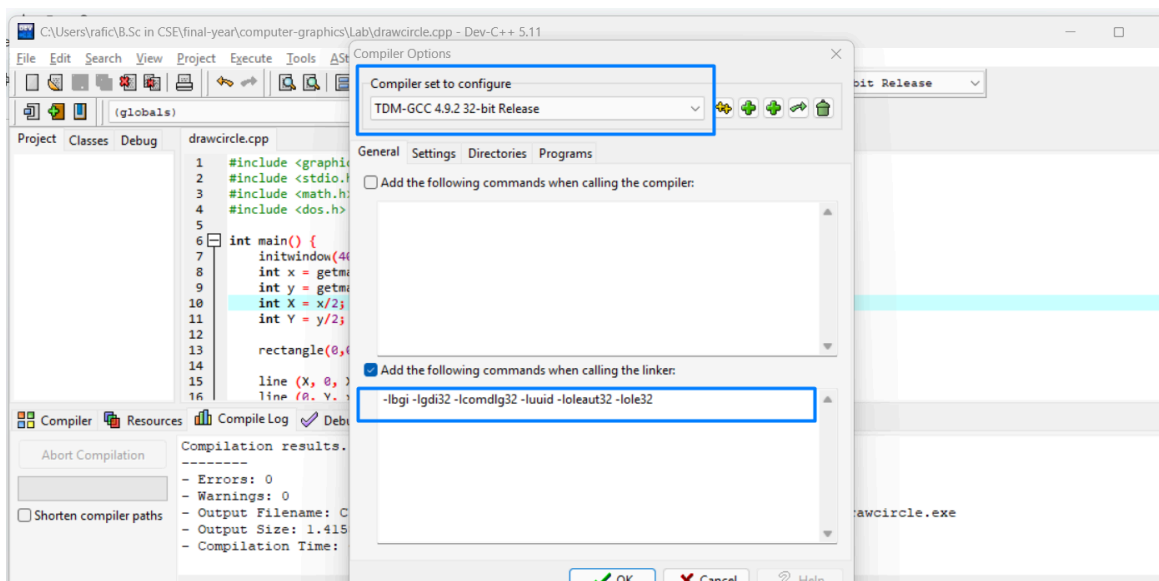 C:\Users\rafic\B.Sc in CSE\final-year\computer-graphics\Lab\drawcircle.cpp - Dev-C++ 5.11
File Edit Search View Project Execute Tools ASt
Compiler Options
Compiler set to configure
TDM-GCC 4.9.2 32-bit Release
bit Release
(globals)
Project Classes Debug
drawcircle.cpp
General Settings Directories Programs
Add the following commands when calling the compiler:
1 #include <graphic
2 #include <stdio.h
3 #include <math.h>
4 #include <dos.h>
5
6 int main() {
7 initwindow(40
8 int x = getma
9 int y = getma
10 int X = x/2;
11 int Y = y/2;
12
13 rectangle(0,0
14
15 line (X, 0, X
16 line (0, Y,
Add the following commands when calling the linker:
-lbgi -lgdi32 -lcomdlg32 -luuid -loleaut32 -lole32
Compiler Resources Compile Log Debu
Abort Compilation
Shorten compiler paths
Compilation results.
--------
- Errors: 0
- Warnings: 0
- Output Filename: C
awcircle.exe
- Output Size: 1.415
- Compilation Time:
OK Cancel Help